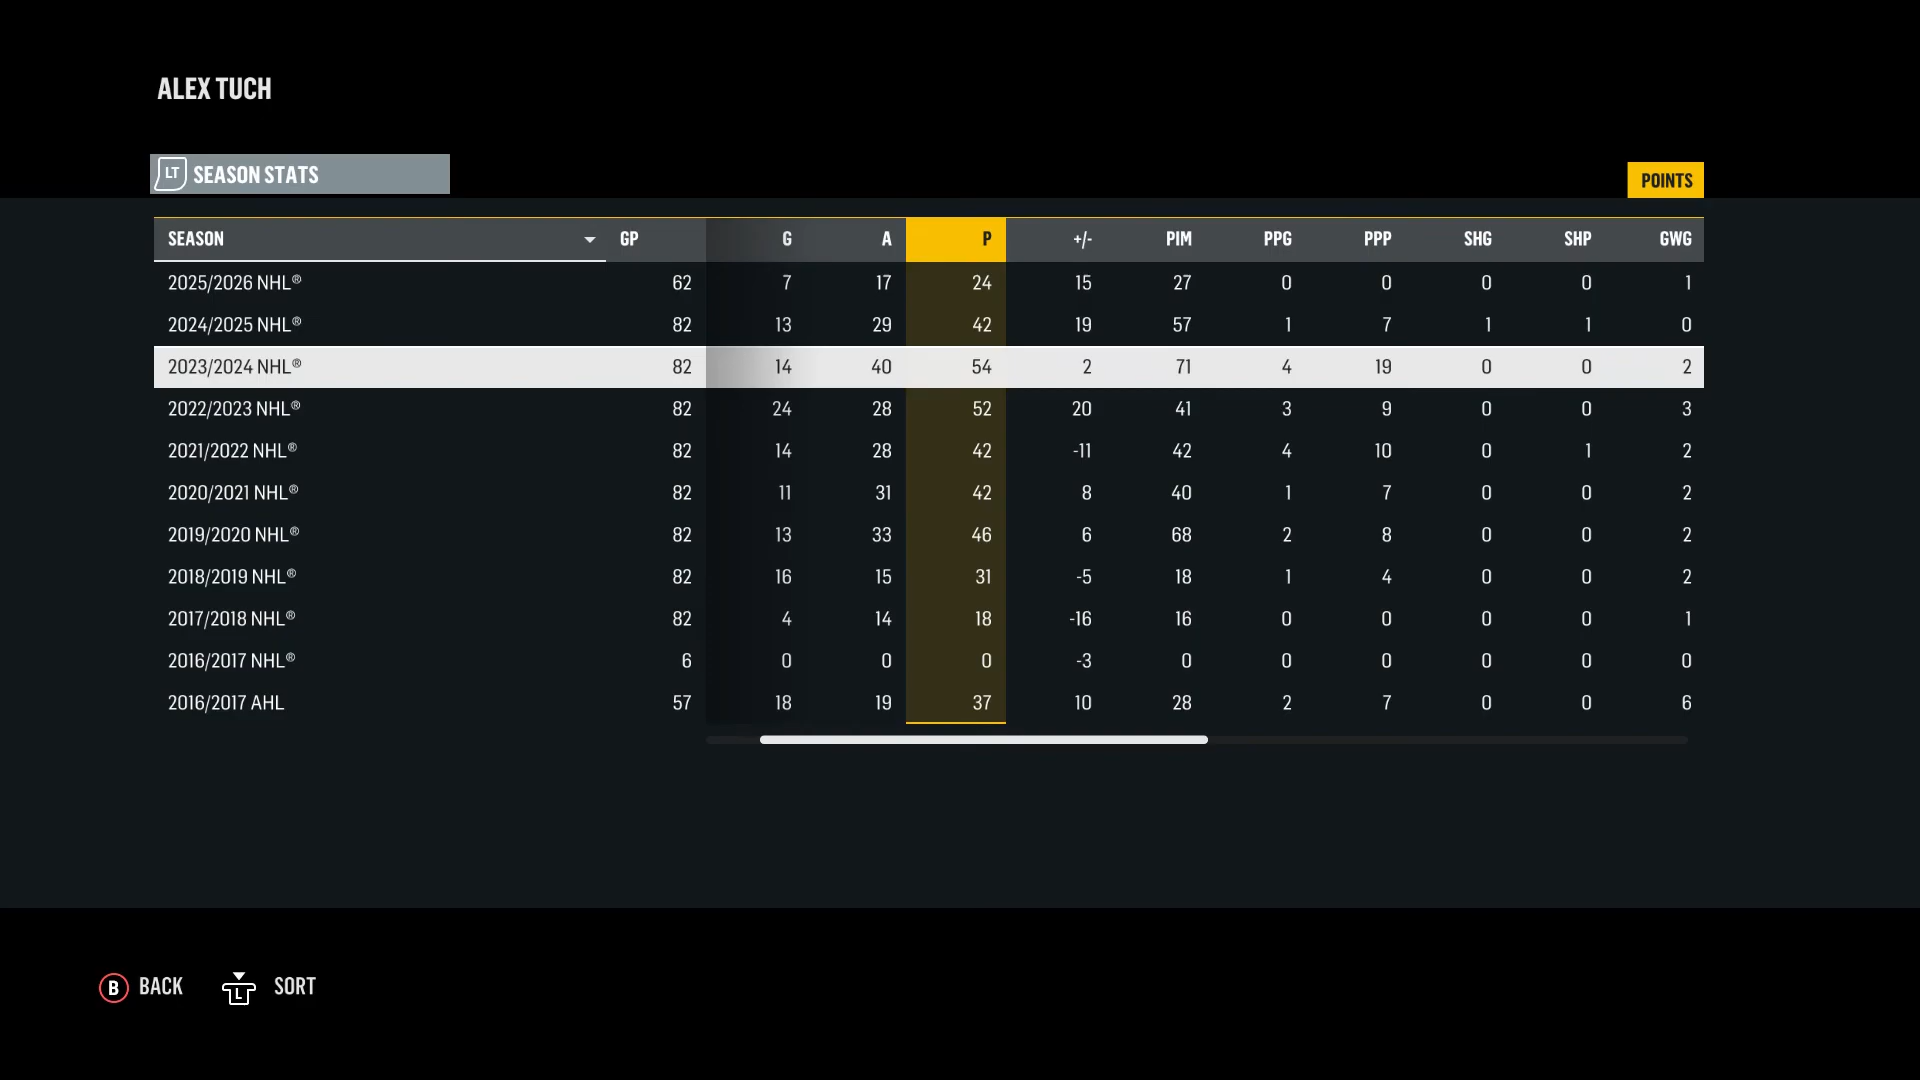 ALEX TUCH
LT SEASON STATS
POINTS
SEASON GP G A P +/- PIM PPG PPP SHG SHP GWG
2025/2026 NHL® 62 7 17 24 15 27 0 0 0 0 1
2024/2025 NHL® 82 13 29 42 19 57 1 7 1 1 0
2023/2024 NHL® 82 14 40 54 2 71 4 19 0 0 2
2022/2023 NHL® 82 24 28 52 20 41 3 9 0 0 3
2021/2022 NHL® 82 14 28 42 -11 42 4 10 0 1 2
2020/2021 NHL® 82 11 31 42 8 40 1 7 0 0 2
2019/2020 NHL® 82 13 33 46 6 68 2 8 0 0 2
2018/2019 NHL® 82 16 15 31 -5 18 1 4 0 0 2
2017/2018 NHL® 82 4 14 18 -16 16 0 0 0 0 1
2016/2017 NHL® 6 0 0 0 -3 0 0 0 0 0 0
2016/2017 AHL 57 18 19 37 10 28 2 7 0 0 6
B BACK L SORT